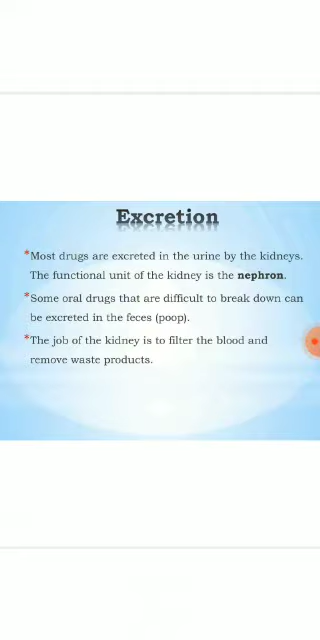 Excretion
*Most drugs are excreted in the urine by the kidneys.
The functional unit of the kidney is the nephron.
*Some oral drugs that are difficult to break down can
be excreted in the feces (poop).
*The job of the kidney is to filter the blood and
remove waste products.